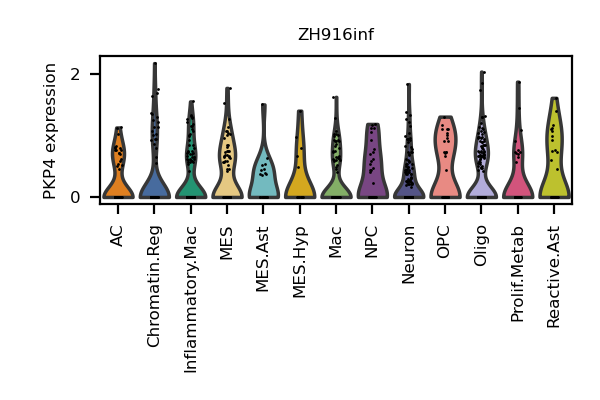 ZH916inf
PKP4 expression
2
0
AC
Chromatin.Reg
Inflammatory.Mac
MES
MES.Ast
MES.Hyp
Mac
NPC
Neuron
OPC
Oligo
Prolif.Metab
Reactive.Ast